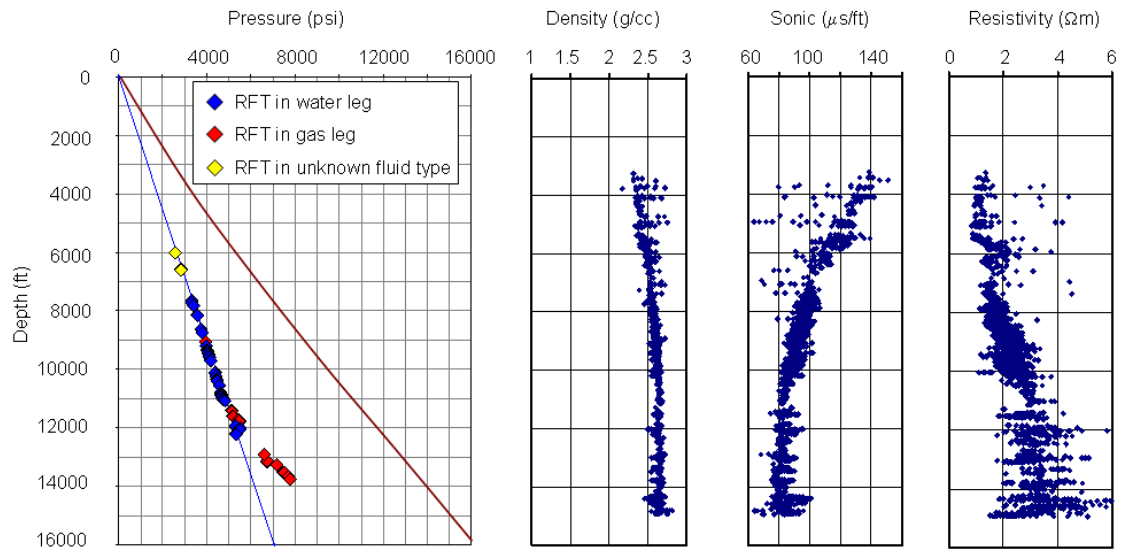 Pressure (psi)
Density (g/cc)
Sonic (μs/ft)
Resistivity (Ωm)
0 4000 8000 12000 16000
1 1.5 2 2.5 3
60 100 140
0 2 4 6
0
2000
4000
6000
8000
10000
12000
14000
16000
Depth (ft)
RFT in water leg
RFT in gas leg
RFT in unknown fluid type